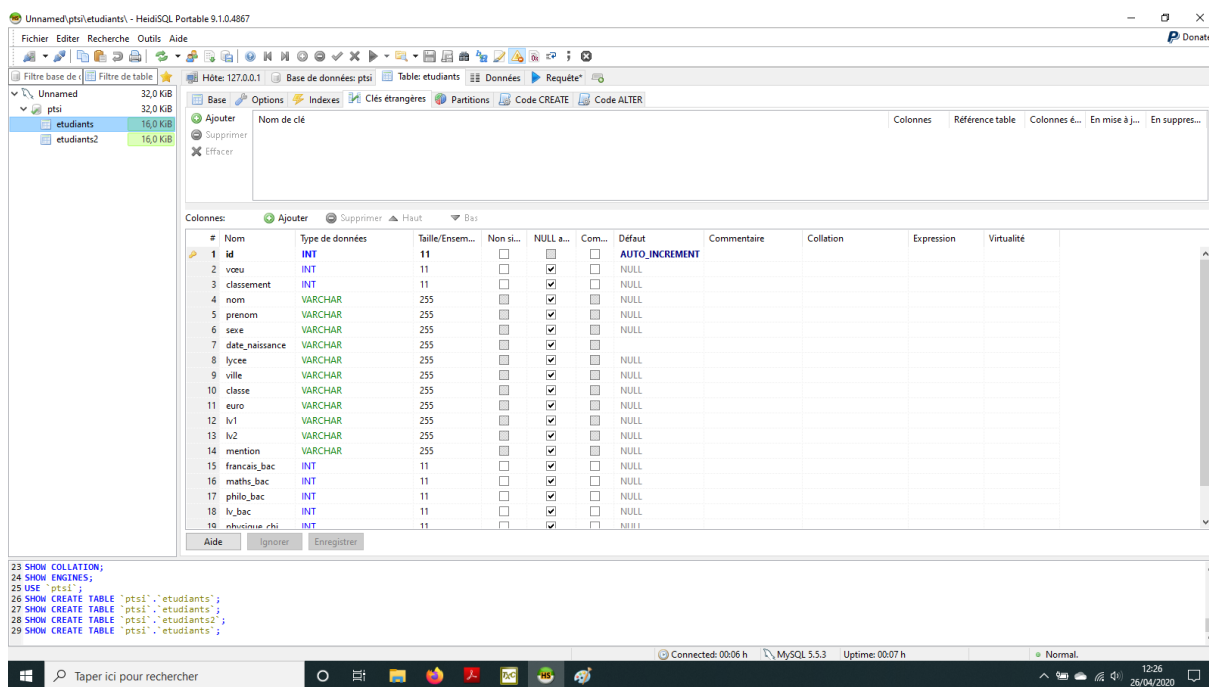 Unnamed\ptsi\etudiants\ - HeidiSQL Portable 9.1.0.4867
Fichier Editer Recherche Outils Aide
Donate
Filtre base de Filtre de table
Hôte: 127.0.0.1 Base de données: ptsi Table: etudiants Données Requête*
Unnamed 32,0 KiB
ptsi 32,0 KiB
etudiants 16,0 KiB
etudiants2 16,0 KiB
Base Options Indexes Clés étrangères Partitions Code CREATE Code ALTER
Ajouter
Supprimer
Effacer
Nom de clé Colonnes Référence table Colonnes é... En mise à j... En suppres...
Colonnes: Ajouter Supprimer Haut Bas
# Nom Type de données Taille/Ensem... Non si... NULL a... Com... Défaut Commentaire Collation Expression Virtualité
1 id INT 11 AUTO_INCREMENT
2 vœu INT 11 NULL
3 classement INT 11 NULL
4 nom VARCHAR 255 NULL
5 prenom VARCHAR 255 NULL
6 sexe VARCHAR 255 NULL
7 date_naissance VARCHAR 255
8 lycee VARCHAR 255 NULL
9 ville VARCHAR 255 NULL
10 classe VARCHAR 255 NULL
11 euro VARCHAR 255 NULL
12 lv1 VARCHAR 255 NULL
13 lv2 VARCHAR 255 NULL
14 mention VARCHAR 255 NULL
15 francais_bac INT 11 NULL
16 maths_bac INT 11 NULL
17 philo_bac INT 11 NULL
18 lv_bac INT 11 NULL
19 physique_chi INT 11 NULL
Aide Ignorer Enregistrer
23 SHOW COLLATION;
24 SHOW ENGINES;
25 USE `ptsi`;
26 SHOW CREATE TABLE `ptsi`.`etudiants`;
27 SHOW CREATE TABLE `ptsi`.`etudiants`;
28 SHOW CREATE TABLE `ptsi`.`etudiants2`;
29 SHOW CREATE TABLE `ptsi`.`etudiants`;
Connected: 00:06 h MySQL 5.5.3 Uptime: 00:07 h Normal.
Taper ici pour rechercher
12:26
26/04/2020